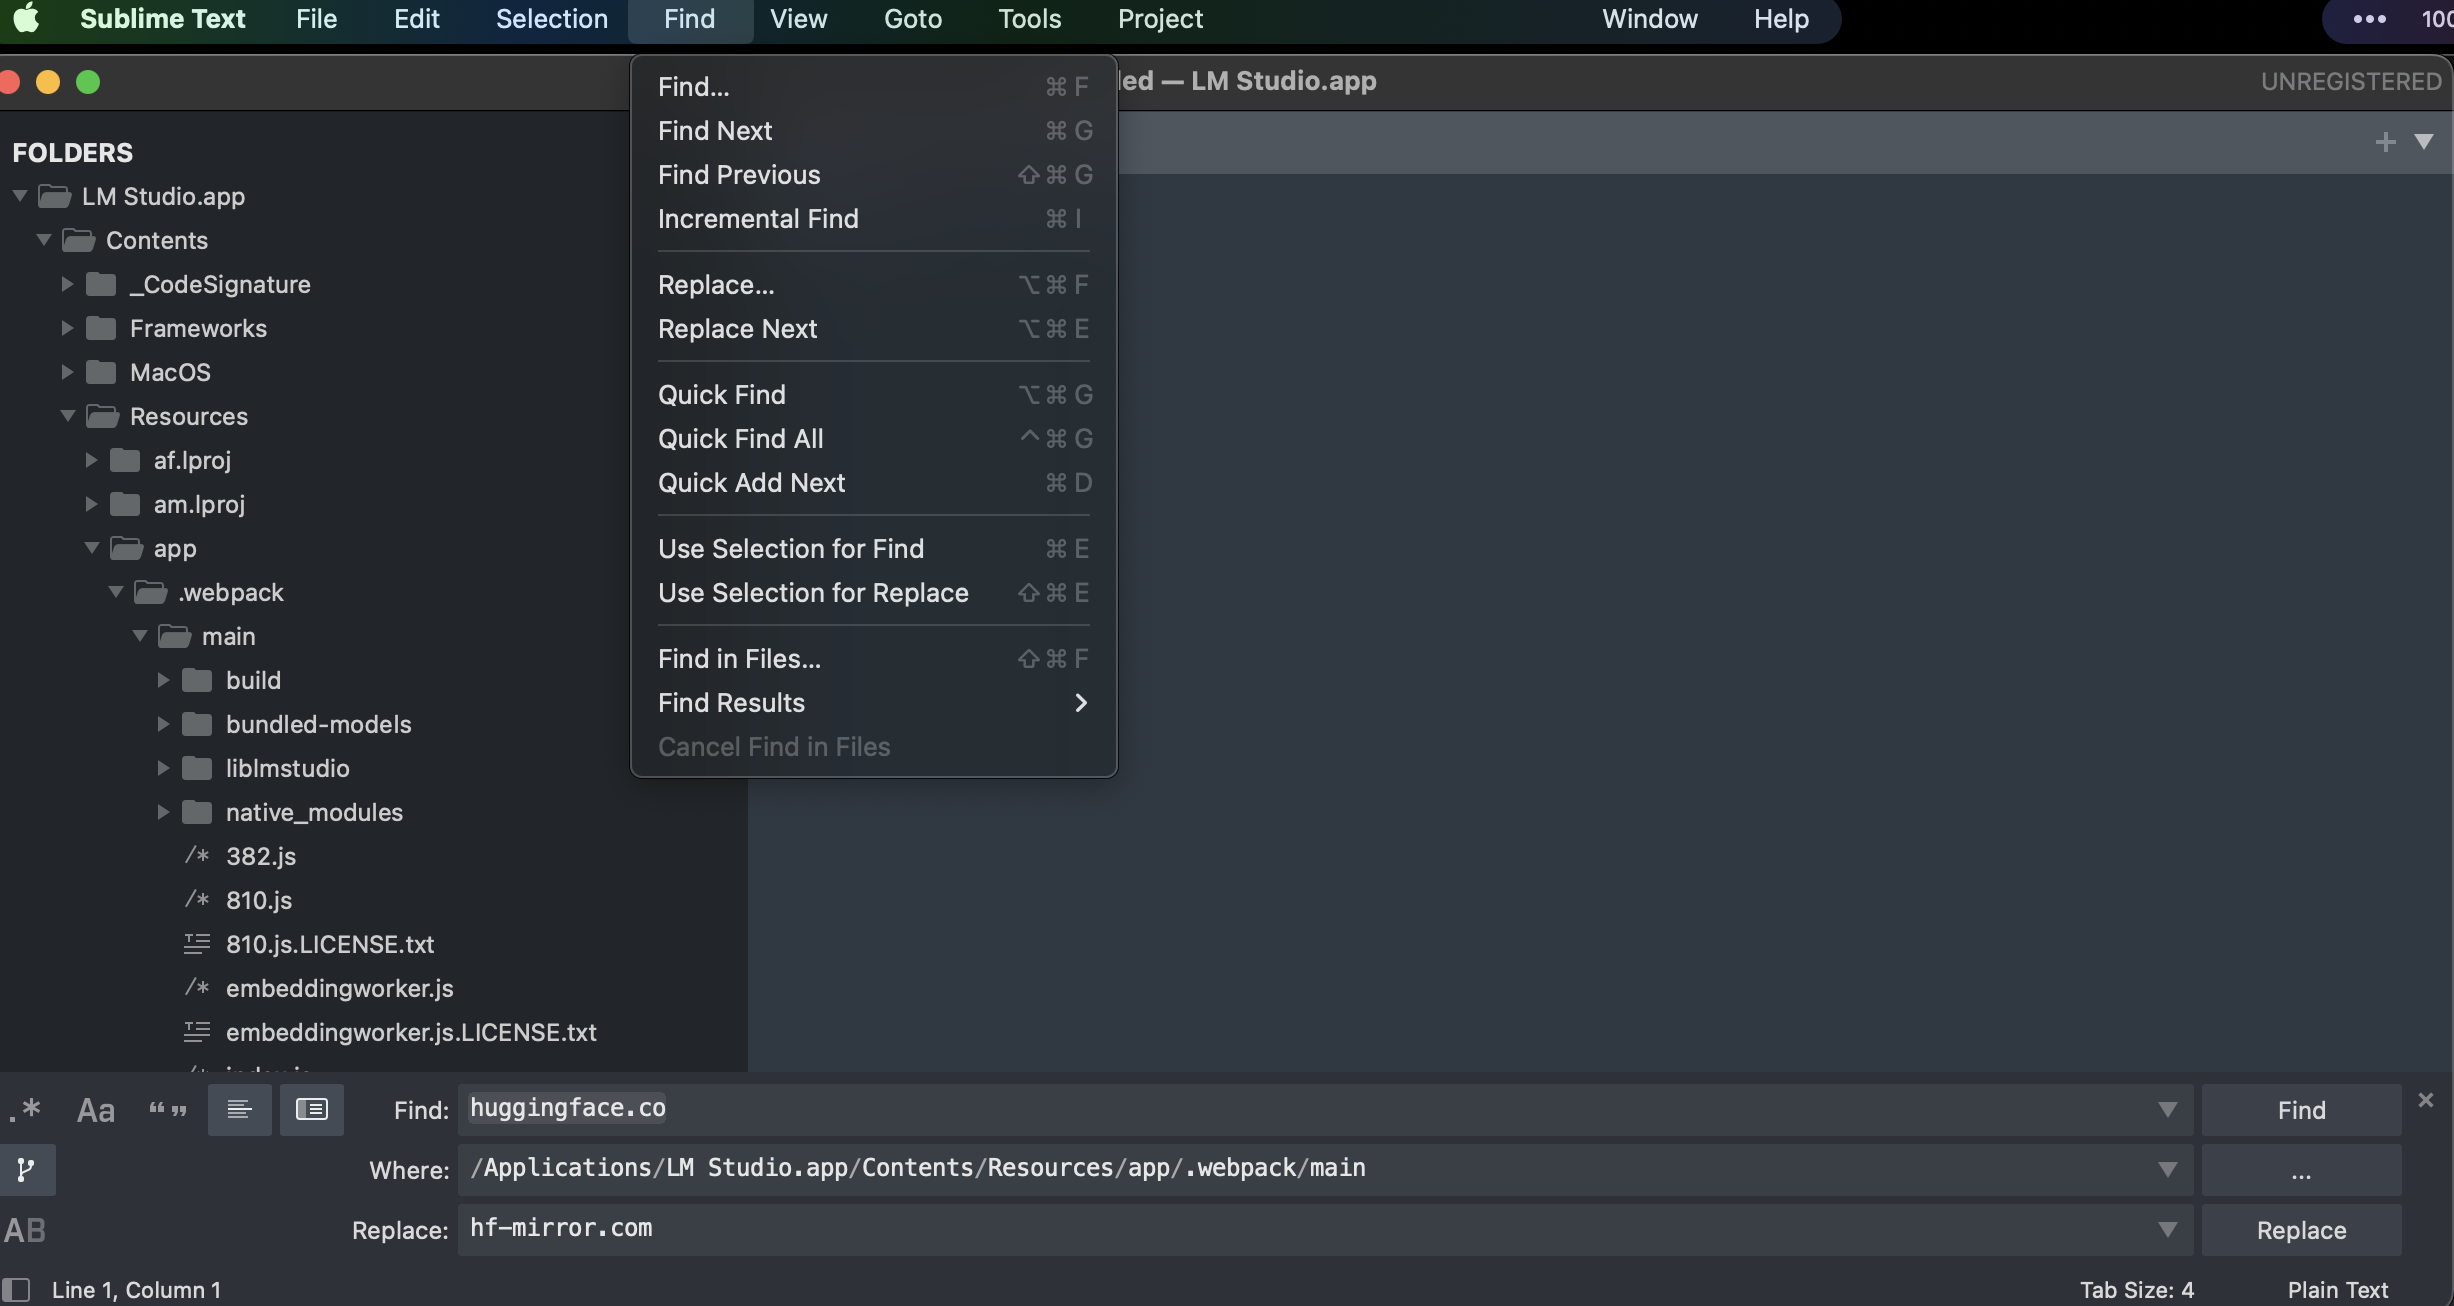 Sublime Text File Edit Selection Find View Goto Tools Project Window Help ••• 100
led — LM Studio.app UNREGISTERED
Find... ⌘ F
Find Next ⌘ G
Find Previous ⇧ ⌘ G
Incremental Find ⌘ I
Replace... ⌥ ⌘ F
Replace Next ⌥ ⌘ E
Quick Find ⌥ ⌘ G
Quick Find All ^ ⌘ G
Quick Add Next ⌘ D
Use Selection for Find ⌘ E
Use Selection for Replace ⇧ ⌘ E
Find in Files... ⇧ ⌘ F
Find Results
Cancel Find in Files
FOLDERS
LM Studio.app
Contents
_CodeSignature
Frameworks
MacOS
Resources
af.lproj
am.lproj
app
.webpack
main
build
bundled-models
liblmstudio
native_modules
/* 382.js
/* 810.js
810.js.LICENSE.txt
/* embeddingworker.js
embeddingworker.js.LICENSE.txt
.* Aa “ ” Find: huggingface.co Find
Where: /Applications/LM Studio.app/Contents/Resources/app/.webpack/main ...
AB Replace: hf-mirror.com Replace
Line 1, Column 1 Tab Size: 4 Plain Text